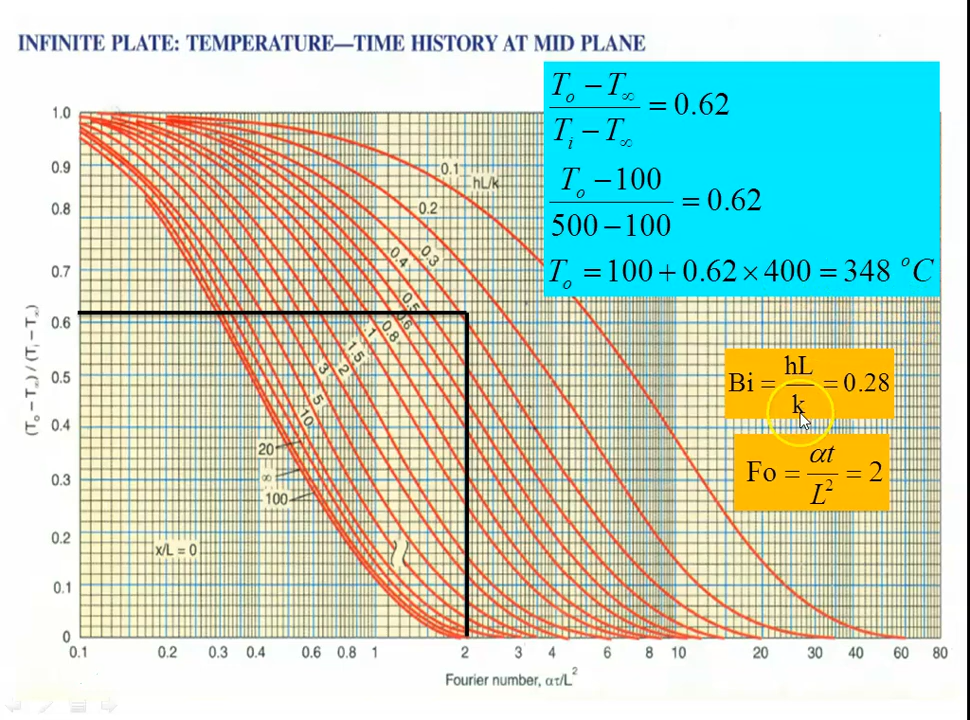 INFINITE PLATE: TEMPERATURE—TIME HISTORY AT MID PLANE
(To − T∞) / (Ti − T∞)
1.0
0.9
0.8
0.7
0.6
0.5
0.4
0.3
0.2
0.1
0
0.1
hL/k
0.2
0.3
0.4
0.5
0.6
0.8
1
1.5
2
3
5
10
20
∞
100
x/L = 0
To − T∞ / Ti − T∞ = 0.62
To − 100 / 500 − 100 = 0.62
To = 100 + 0.62 × 400 = 348 °C
Bi = hL / k = 0.28
Fo = αt / L² = 2
0.1 0.2 0.3 0.4 0.6 0.8 1 2 3 4 6 8 10 20 30 40 60 80
Fourier number, ατ/L²